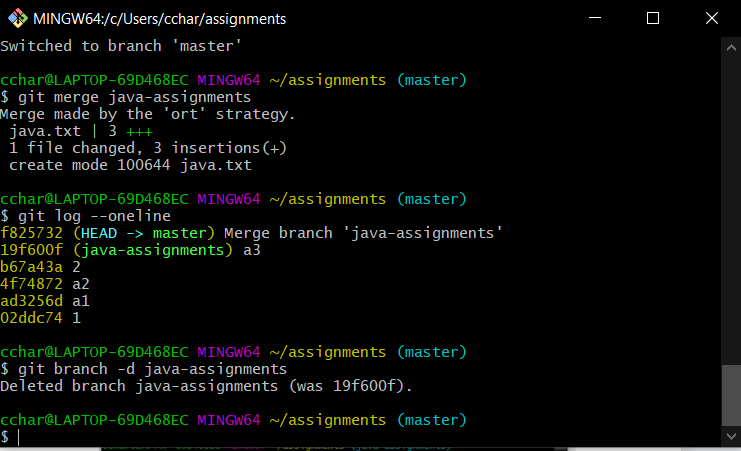 MINGW64:/c/Users/cchar/assignments
Switched to branch 'master'
cchar@LAPTOP-69D468EC MINGW64 ~/assignments (master)
$ git merge java-assignments
Merge made by the 'ort' strategy.
 java.txt | 3 +++
 1 file changed, 3 insertions(+)
 create mode 100644 java.txt
cchar@LAPTOP-69D468EC MINGW64 ~/assignments (master)
$ git log --oneline
f825732 (HEAD -> master) Merge branch 'java-assignments'
19f600f (java-assignments) a3
b67a43a 2
4f74872 a2
ad3256d a1
02ddc74 1
cchar@LAPTOP-69D468EC MINGW64 ~/assignments (master)
$ git branch -d java-assignments
Deleted branch java-assignments (was 19f600f).
cchar@LAPTOP-69D468EC MINGW64 ~/assignments (master)
$